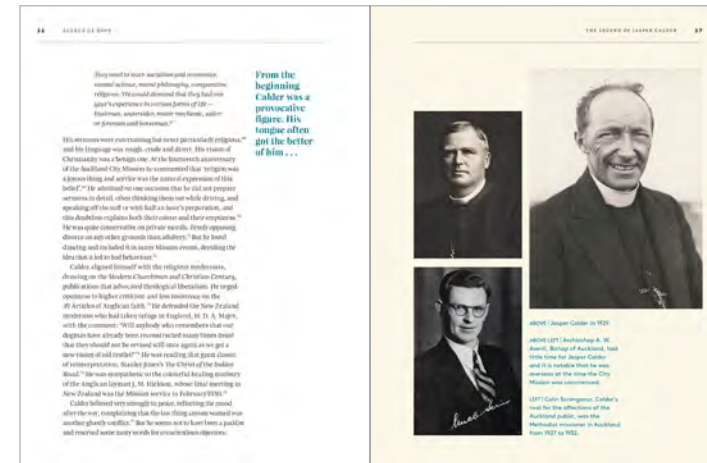 36 AUCKLAND OR BUST
They need to learn socialism and economics,
mental science, moral philosophy, comparative
religions. We could demand that they had one
year's experience in various forms of life –
bushman, undertaker, motor mechanic, sailor
or fireman and horseman.
From the
beginning
Calder was a
provocative
figure. His
tongue often
got the better
of him . . .
His sermons were entertaining but never particularly religious,
and his language was rough, crude and direct. His vision of
Christianity was a benign one. At the fourteenth anniversary
of the Auckland City Mission he commented that 'religion was
a joyous thing and service was the natural expression of this
belief'. He admitted on one occasion that he did not prepare
sermons in detail, often thinking them out while driving, and
speaking off the cuff or with half an hour's preparation, and
this doubtless explains both their colour and their emptiness.
He was quite conservative on private morals, firmly opposing
divorce on any other grounds than adultery. But he loved
dancing and included it in many Mission events, deriding the
idea that it led to bad behaviour.
Calder aligned himself with the religious modernists,
drawing on the Modern Churchman and Christian Century,
publications that advocated theological liberalism. He urged
openness to higher criticism and less insistency on the
39 Articles of Anglican faith. He defended the New Zealand
modernist who had taken refuge in England, H. D. A. Major,
with the comment: 'Will anybody who remembers that our
dogmas have already been reconstructed many times insist
that they should not be revised still once again as we get a
new vision of old truths?' He was reading that great classic
of reinterpretation, Stanley Jones's The Christ of the Indian
Road. He was sympathetic to the colourful healing ministry
of the Anglican layman J. M. Hickson, whose final meeting in
New Zealand was the Mission service in February
Calder believed very strongly in peace, reflecting the mood
after the war, complaining that the last thing anyone wanted was
another ghastly conflict. But he seems not to have been a pacifist
and reserved some nasty words for conscientious objectors:
THE LEGEND OF JASPER CALDER 37
ABOVE | Jasper Calder in 1929.
ABOVE LEFT | Archbishop A. W.
Averill, Bishop of Auckland, had
little time for Jasper Calder
and it is notable that he was
overseas at the time the City
Mission was commenced.
LEFT | Colin Scrimgeour, Calder's
rival for the affections of the
Auckland public, was the
Methodist missioner in Auckland
from 1927 to 1932.